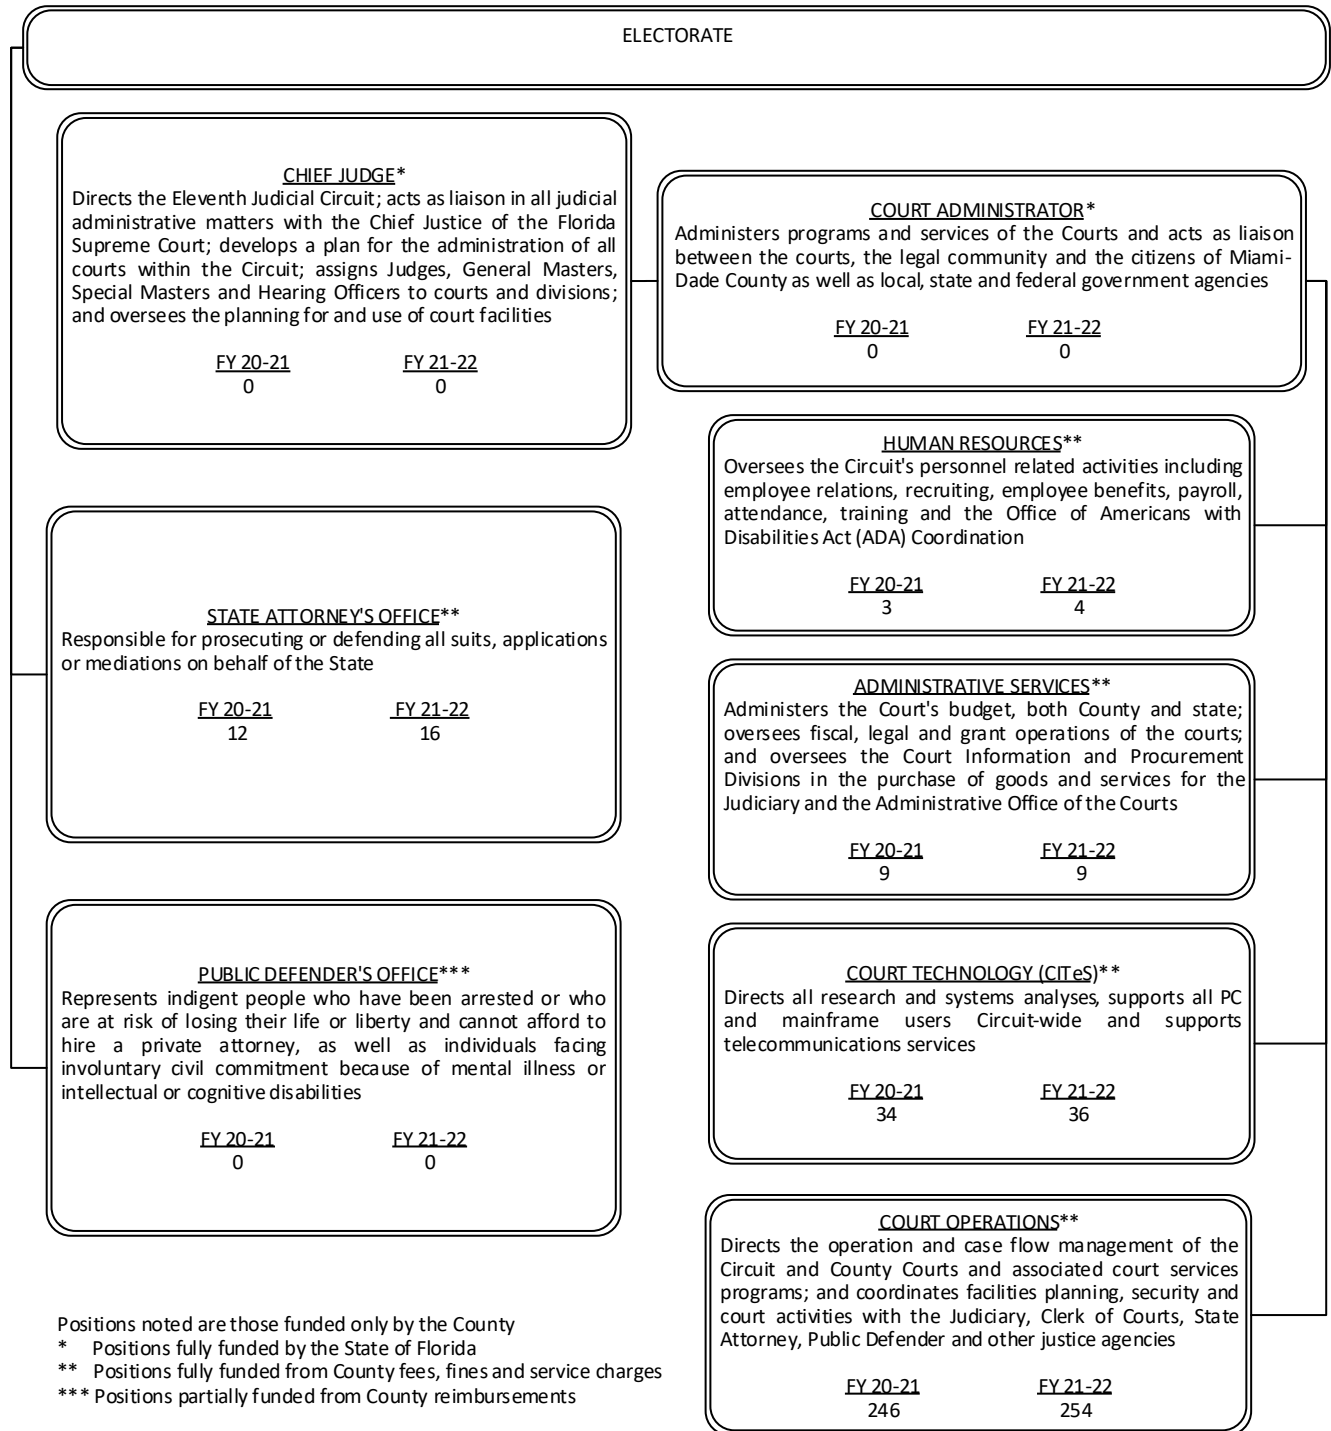 ELECTORATE
CHIEF JUDGE*
Directs the Eleventh Judicial Circuit; acts as liaison in all judicial
administrative matters with the Chief Justice of the Florida
Supreme Court; develops a plan for the administration of all
courts within the Circuit; assigns Judges, General Masters,
Special Masters and Hearing Officers to courts and divisions;
and oversees the planning for and use of court facilities
FY 20-21 FY 21-22
0 0
COURT ADMINISTRATOR*
Administers programs and services of the Courts and acts as liaison
between the courts, the legal community and the citizens of Miami-
Dade County as well as local, state and federal government agencies
FY 20-21 FY 21-22
0 0
HUMAN RESOURCES**
Oversees the Circuit's personnel related activities including
employee relations, recruiting, employee benefits, payroll,
attendance, training and the Office of Americans with
Disabilities Act (ADA) Coordination
FY 20-21 FY 21-22
3 4
STATE ATTORNEY'S OFFICE**
Responsible for prosecuting or defending all suits, applications
or mediations on behalf of the State
FY 20-21 FY 21-22
12 16
ADMINISTRATIVE SERVICES**
Administers the Court's budget, both County and state;
oversees fiscal, legal and grant operations of the courts;
and oversees the Court Information and Procurement
Divisions in the purchase of goods and services for the
Judiciary and the Administrative Office of the Courts
FY 20-21 FY 21-22
9 9
PUBLIC DEFENDER'S OFFICE***
Represents indigent people who have been arrested or who
are at risk of losing their life or liberty and cannot afford to
hire a private attorney, as well as individuals facing
involuntary civil commitment because of mental illness or
intellectual or cognitive disabilities
FY 20-21 FY 21-22
0 0
COURT TECHNOLOGY (CITeS)**
Directs all research and systems analyses, supports all PC
and mainframe users Circuit-wide and supports
telecommunications services
FY 20-21 FY 21-22
34 36
COURT OPERATIONS**
Directs the operation and case flow management of the
Circuit and County Courts and associated court services
programs; and coordinates facilities planning, security and
court activities with the Judiciary, Clerk of Courts, State
Attorney, Public Defender and other justice agencies
FY 20-21 FY 21-22
246 254
Positions noted are those funded only by the County
* Positions fully funded by the State of Florida
** Positions fully funded from County fees, fines and service charges
*** Positions partially funded from County reimbursements